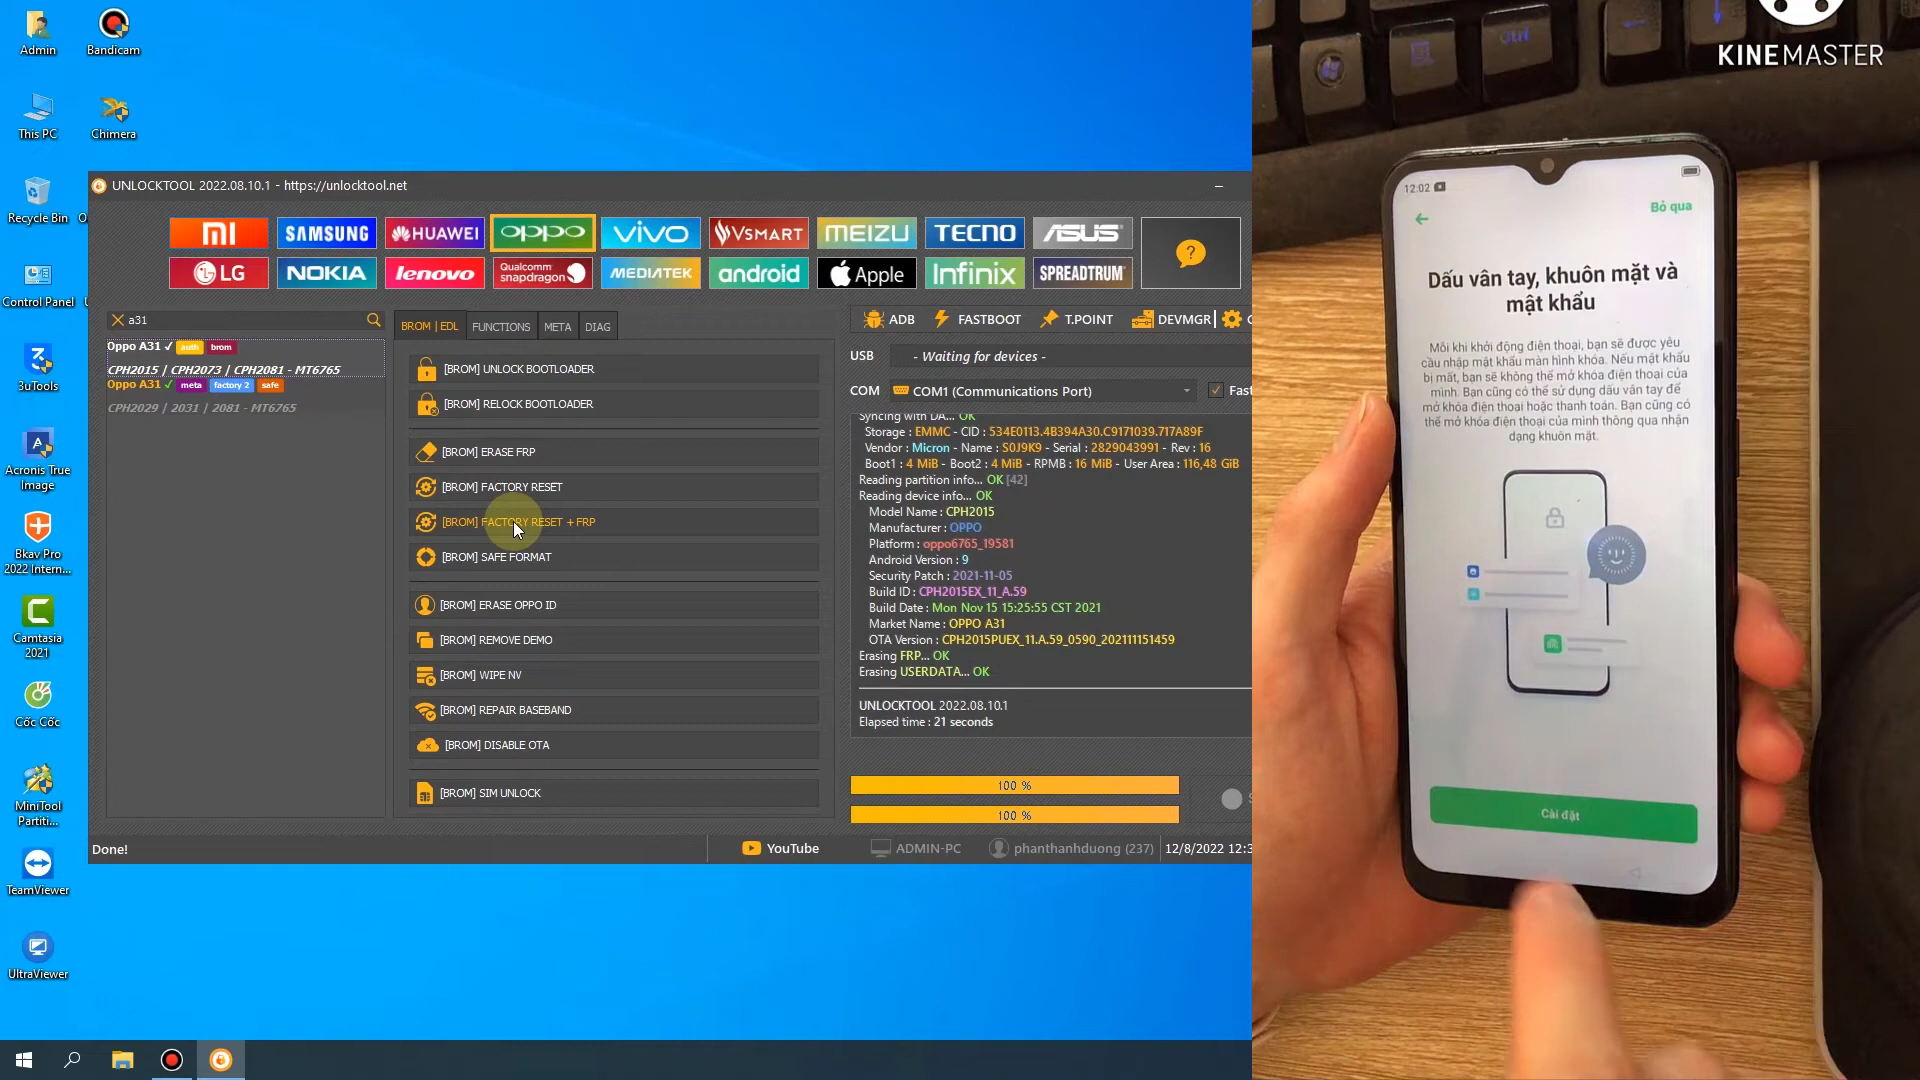 Admin
Bandicam
This PC
Chimera
Recycle Bin
Control Panel
3uTools
Acronis True
Image
Bkav Pro
2022 Intern...
Camtasia
2021
Cốc Cốc
MiniTool
Partiti...
TeamViewer
UltraViewer
UNLOCKTOOL 2022.08.10.1 - https://unlocktool.net
SAMSUNG
HUAWEI
oppo
vivo
VSMART
MEIZU
TECNO
ASUS
LG
NOKIA
lenovo
Qualcomm
snapdragon
MEDIATEK
android
Apple
Infinix
SPREADTRUM
?
a31
Oppo A31 ✓ auth brom
CPH2015 | CPH2073 | CPH2081 - MT6765
Oppo A31 ✓ meta factory 2 safe
CPH2029 | 2031 | 2081 - MT6765
BROM | EDL
FUNCTIONS
META
DIAG
[BROM] UNLOCK BOOTLOADER
[BROM] RELOCK BOOTLOADER
[BROM] ERASE FRP
[BROM] FACTORY RESET
[BROM] FACTORY RESET + FRP
[BROM] SAFE FORMAT
[BROM] ERASE OPPO ID
[BROM] REMOVE DEMO
[BROM] WIPE NV
[BROM] REPAIR BASEBAND
[BROM] DISABLE OTA
[BROM] SIM UNLOCK
ADB
FASTBOOT
T.POINT
DEVMGR
USB - Waiting for devices -
COM COM1 (Communications Port) Fast
Syncing with DA... OK
Storage : EMMC - CID : 534E0113.4B394A30.C9171039.717A89F
Vendor : Micron - Name : S0J9K9 - Serial : 2829043991 - Rev : 16
Boot1 : 4 MiB - Boot2 : 4 MiB - RPMB : 16 MiB - User Area : 116,48 GiB
Reading partition info... OK [42]
Reading device info... OK
Model Name : CPH2015
Manufacturer : OPPO
Platform : oppo6765_19581
Android Version : 9
Security Patch : 2021-11-05
Build ID : CPH2015EX_11_A.59
Build Date : Mon Nov 15 15:25:55 CST 2021
Market Name : OPPO A31
OTA Version : CPH2015PUEX_11.A.59_0590_202111151459
Erasing FRP... OK
Erasing USERDATA... OK
UNLOCKTOOL 2022.08.10.1
Elapsed time : 21 seconds
100 %
100 %
Done!
YouTube
ADMIN-PC
phanthanhduong (237)
12/8/2022 12:3
KINEMASTER
Ctrl
12:02
Bỏ qua
Dấu vân tay, khuôn mặt và
mật khẩu
Mỗi khi khởi động điện thoại, bạn sẽ được yêu
cầu nhập mật khẩu màn hình khóa. Nếu mật khẩu
bị mất, bạn sẽ không thể mở khóa điện thoại của
mình. Bạn cũng có thể sử dụng dấu vân tay để
mở khóa điện thoại hoặc thanh toán. Bạn cũng có
thể mở khóa điện thoại của mình thông qua nhận
dạng khuôn mặt.
Cài đặt